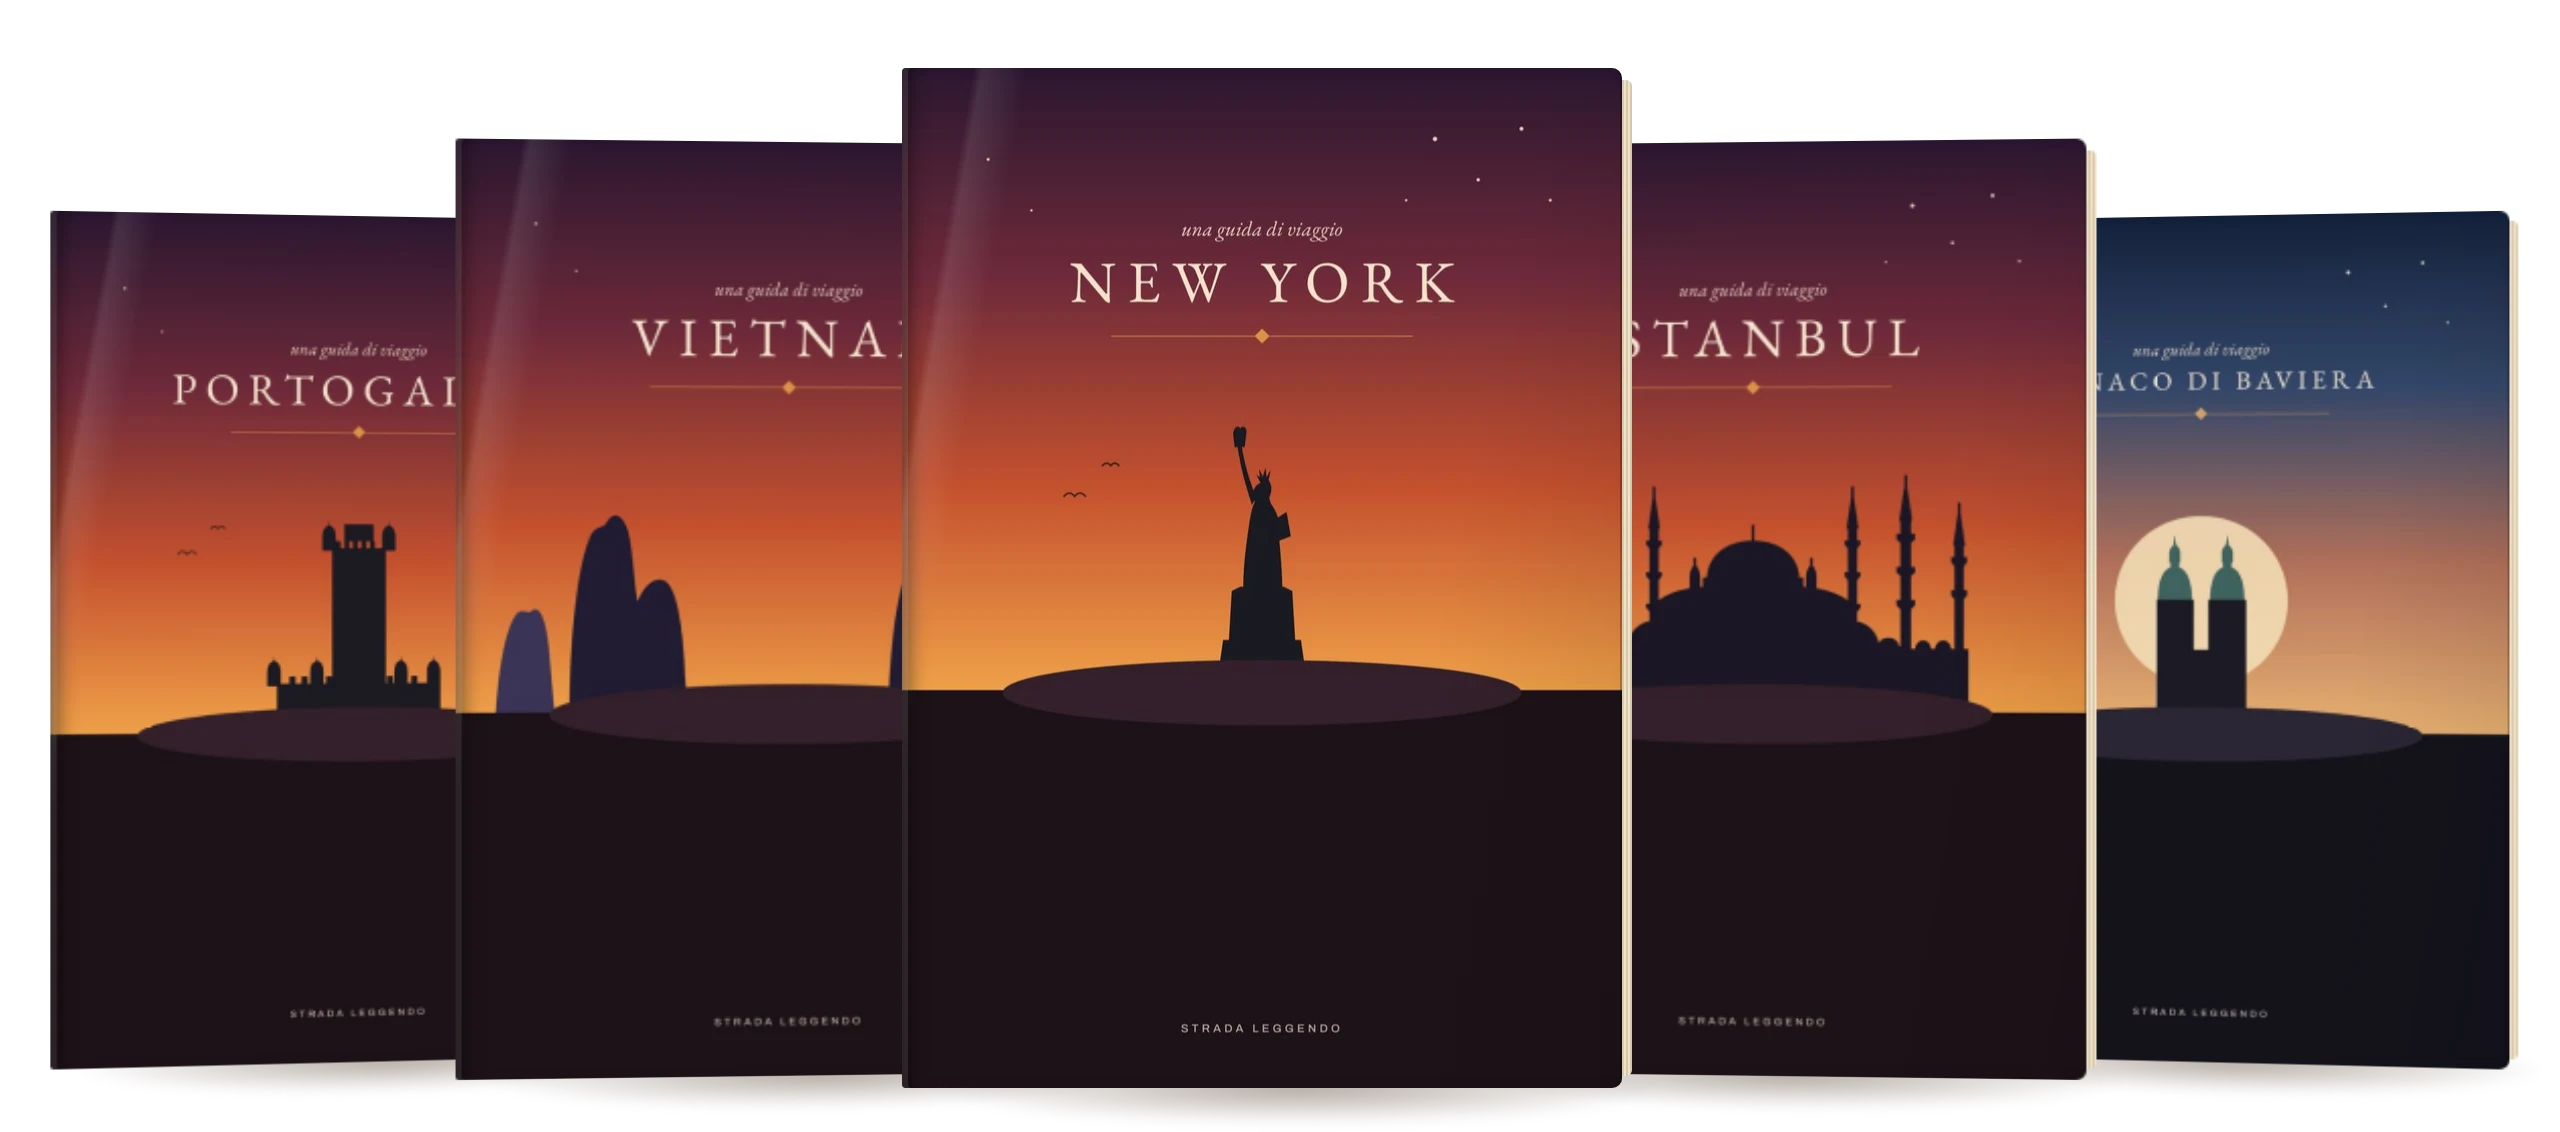 una guida di viaggio
PORTOGAL
STRADA LEGGENDO
una guida di viaggio
VIETNA
STRADA LEGGENDO
una guida di viaggio
NEW YORK
STRADA LEGGENDO
una guida di viaggio
STANBUL
STRADA LEGGENDO
una guida di viaggio
NACO DI BAVIERA
STRADA LEGGENDO